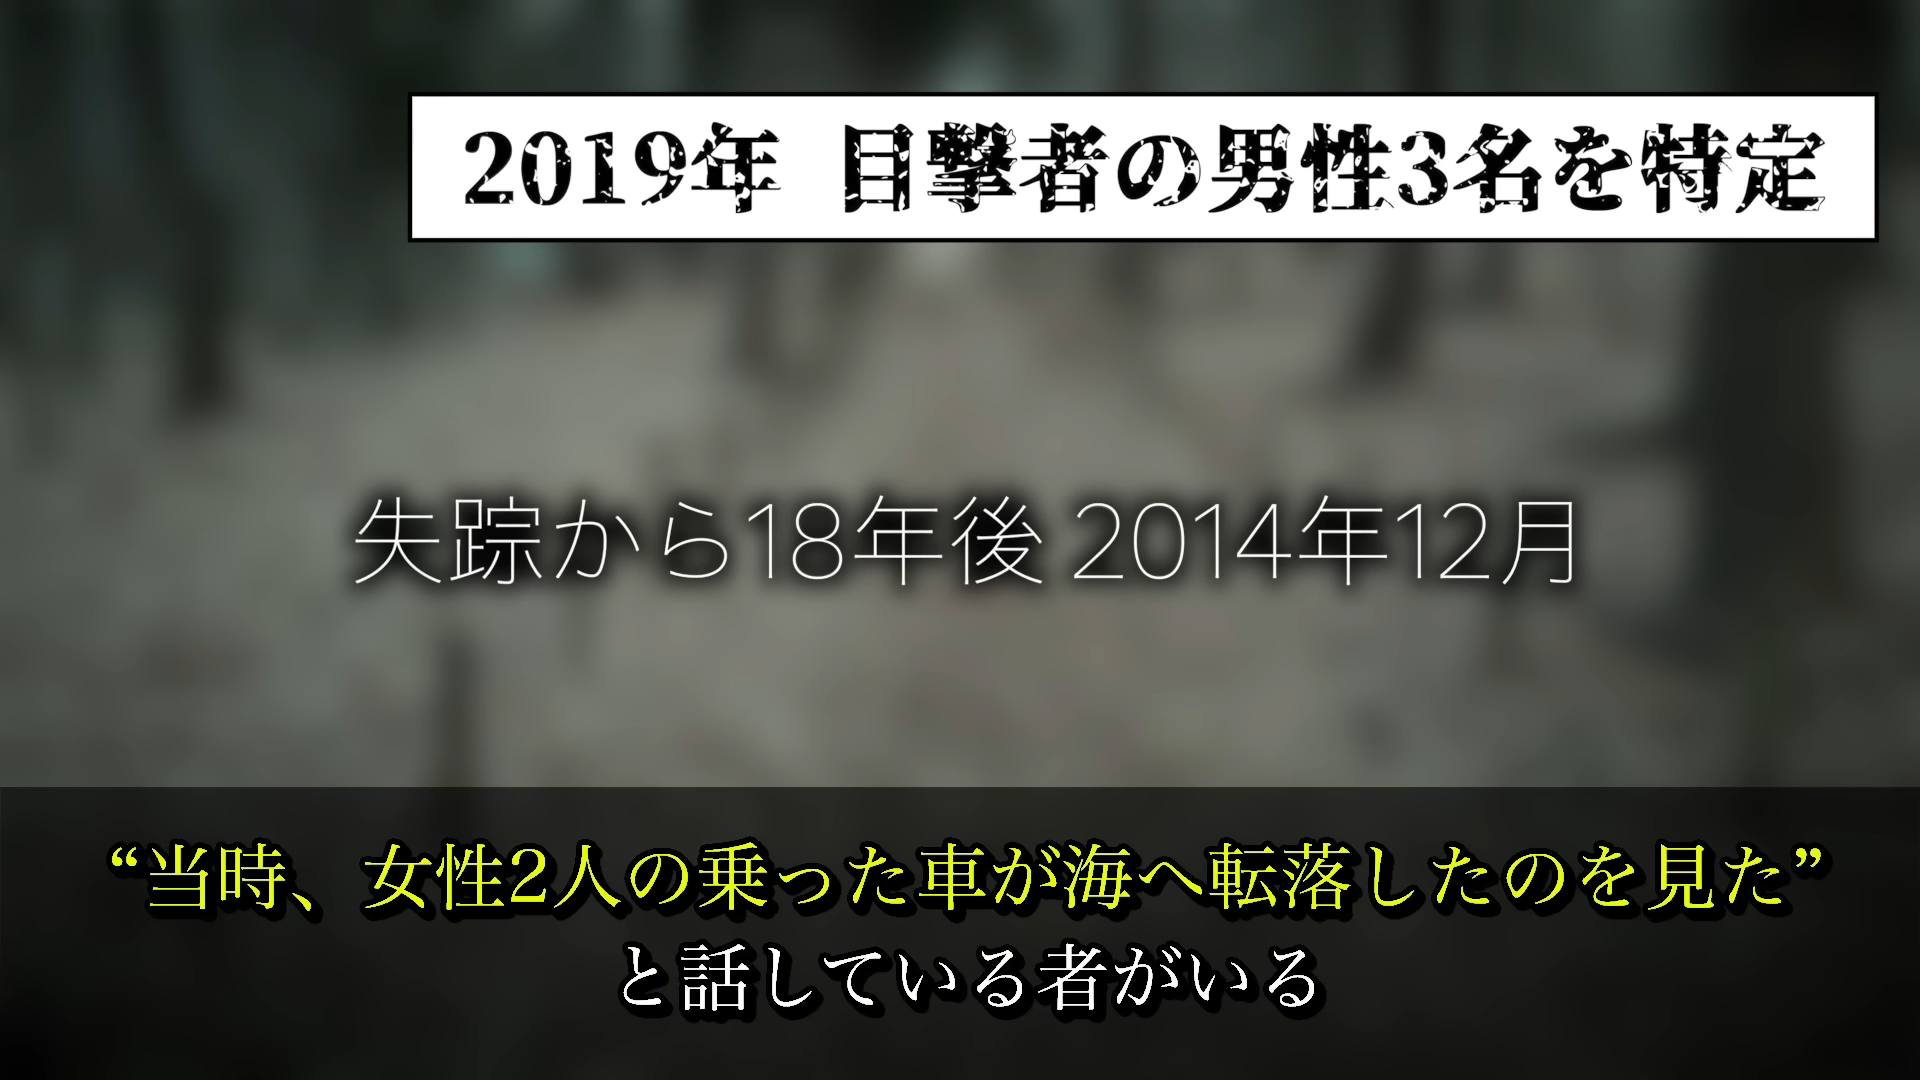 2019年 目撃者の男性3名を特定
失踪から18年後 2014年12月
“当時、女性2人の乗った車が海へ転落したのを見た”
と話している者がいる